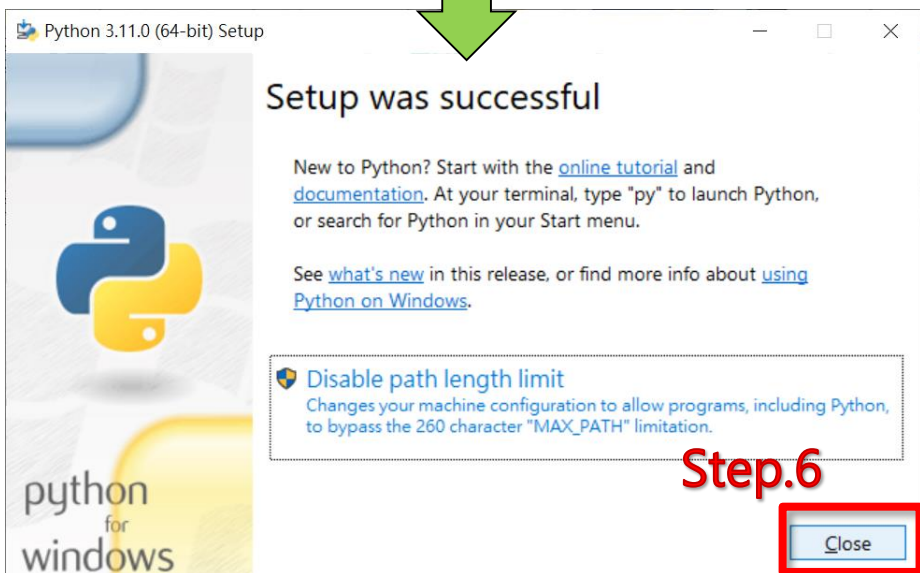 Python 3.11.0 (64-bit) Setup
Setup was successful
New to Python? Start with the online tutorial and
documentation. At your terminal, type "py" to launch Python,
or search for Python in your Start menu.
See what's new in this release, or find more info about using
Python on Windows.
Disable path length limit
Changes your machine configuration to allow programs, including Python,
to bypass the 260 character "MAX_PATH" limitation.
Step.6
python
for
windows
Close